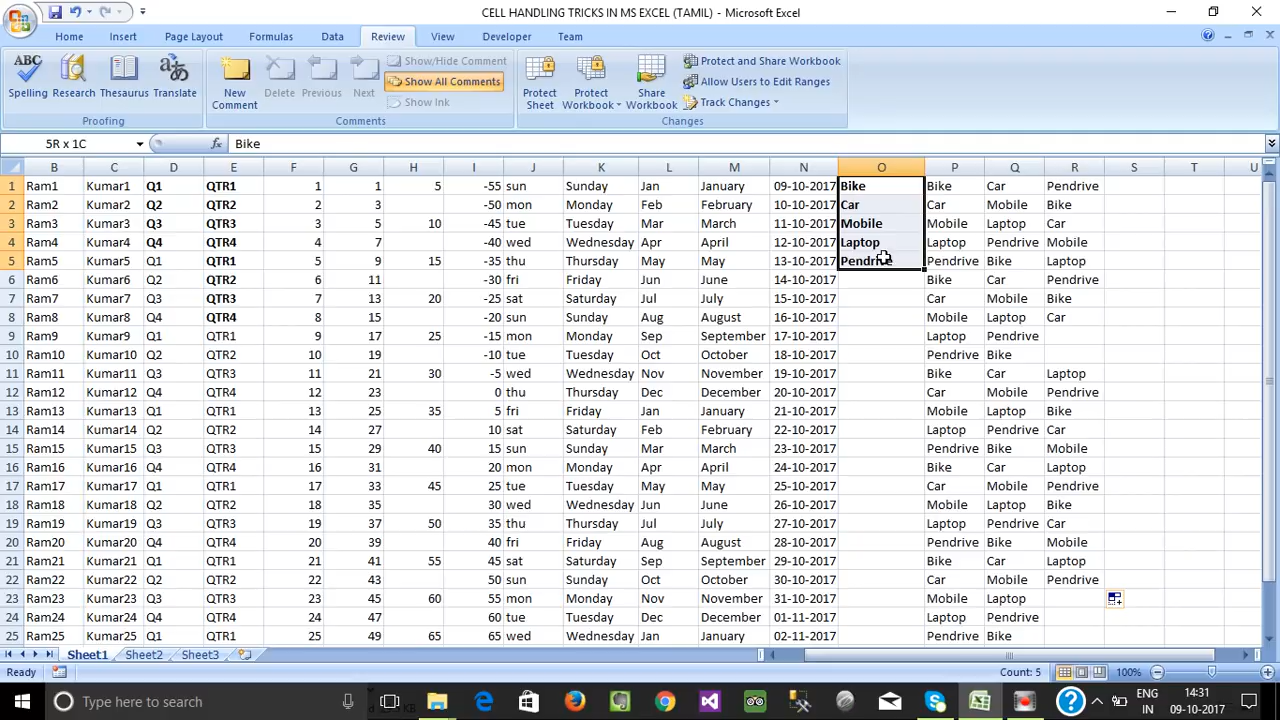 CELL HANDLING TRICKS IN MS EXCEL (TAMIL) - Microsoft Excel
Home Insert Page Layout Formulas Data Review View Developer Team
ABC Spelling Research Thesaurus Translate New Comment Delete Previous Next Show/Hide Comment Show All Comments Show Ink Protect Sheet Protect Workbook Share Workbook Protect and Share Workbook Allow Users to Edit Ranges Track Changes
Proofing Comments Changes
5R x 1C fx Bike
B C D E F G H I J K L M N O P Q R S T U
1 Ram1 Kumar1 Q1 QTR1 1 1 5 -55 sun Sunday Jan January 09-10-2017 Bike Bike Car Pendrive
2 Ram2 Kumar2 Q2 QTR2 2 3 -50 mon Monday Feb February 10-10-2017 Car Car Mobile Bike
3 Ram3 Kumar3 Q3 QTR3 3 5 10 -45 tue Tuesday Mar March 11-10-2017 Mobile Mobile Laptop Car
4 Ram4 Kumar4 Q4 QTR4 4 7 -40 wed Wednesday Apr April 12-10-2017 Laptop Laptop Pendrive Mobile
5 Ram5 Kumar5 Q1 QTR1 5 9 15 -35 thu Thursday May May 13-10-2017 Pendrive Pendrive Bike Laptop
6 Ram6 Kumar6 Q2 QTR2 6 11 -30 fri Friday Jun June 14-10-2017 Bike Car Pendrive
7 Ram7 Kumar7 Q3 QTR3 7 13 20 -25 sat Saturday Jul July 15-10-2017 Car Mobile Bike
8 Ram8 Kumar8 Q4 QTR4 8 15 -20 sun Sunday Aug August 16-10-2017 Mobile Laptop Car
9 Ram9 Kumar9 Q1 QTR1 9 17 25 -15 mon Monday Sep September 17-10-2017 Laptop Pendrive
10 Ram10 Kumar10 Q2 QTR2 10 19 -10 tue Tuesday Oct October 18-10-2017 Pendrive Bike
11 Ram11 Kumar11 Q3 QTR3 11 21 30 -5 wed Wednesday Nov November 19-10-2017 Bike Car Laptop
12 Ram12 Kumar12 Q4 QTR4 12 23 0 thu Thursday Dec December 20-10-2017 Car Mobile Pendrive
13 Ram13 Kumar13 Q1 QTR1 13 25 35 5 fri Friday Jan January 21-10-2017 Mobile Laptop Bike
14 Ram14 Kumar14 Q2 QTR2 14 27 10 sat Saturday Feb February 22-10-2017 Laptop Pendrive Car
15 Ram15 Kumar15 Q3 QTR3 15 29 40 15 sun Sunday Mar March 23-10-2017 Pendrive Bike Mobile
16 Ram16 Kumar16 Q4 QTR4 16 31 20 mon Monday Apr April 24-10-2017 Bike Car Laptop
17 Ram17 Kumar17 Q1 QTR1 17 33 45 25 tue Tuesday May May 25-10-2017 Car Mobile Pendrive
18 Ram18 Kumar18 Q2 QTR2 18 35 30 wed Wednesday Jun June 26-10-2017 Mobile Laptop Bike
19 Ram19 Kumar19 Q3 QTR3 19 37 50 35 thu Thursday Jul July 27-10-2017 Laptop Pendrive Car
20 Ram20 Kumar20 Q4 QTR4 20 39 40 fri Friday Aug August 28-10-2017 Pendrive Bike Mobile
21 Ram21 Kumar21 Q1 QTR1 21 41 55 45 sat Saturday Sep September 29-10-2017 Bike Car Laptop
22 Ram22 Kumar22 Q2 QTR2 22 43 50 sun Sunday Oct October 30-10-2017 Car Mobile Pendrive
23 Ram23 Kumar23 Q3 QTR3 23 45 60 55 mon Monday Nov November 31-10-2017 Mobile Laptop
24 Ram24 Kumar24 Q4 QTR4 24 47 60 tue Tuesday Dec December 01-11-2017 Laptop Pendrive
25 Ram25 Kumar25 Q1 QTR1 25 49 65 65 wed Wednesday Jan January 02-11-2017 Pendrive Bike
Sheet1 Sheet2 Sheet3
Ready Count: 5 100%
Type here to search ENG IN 14:31 09-10-2017